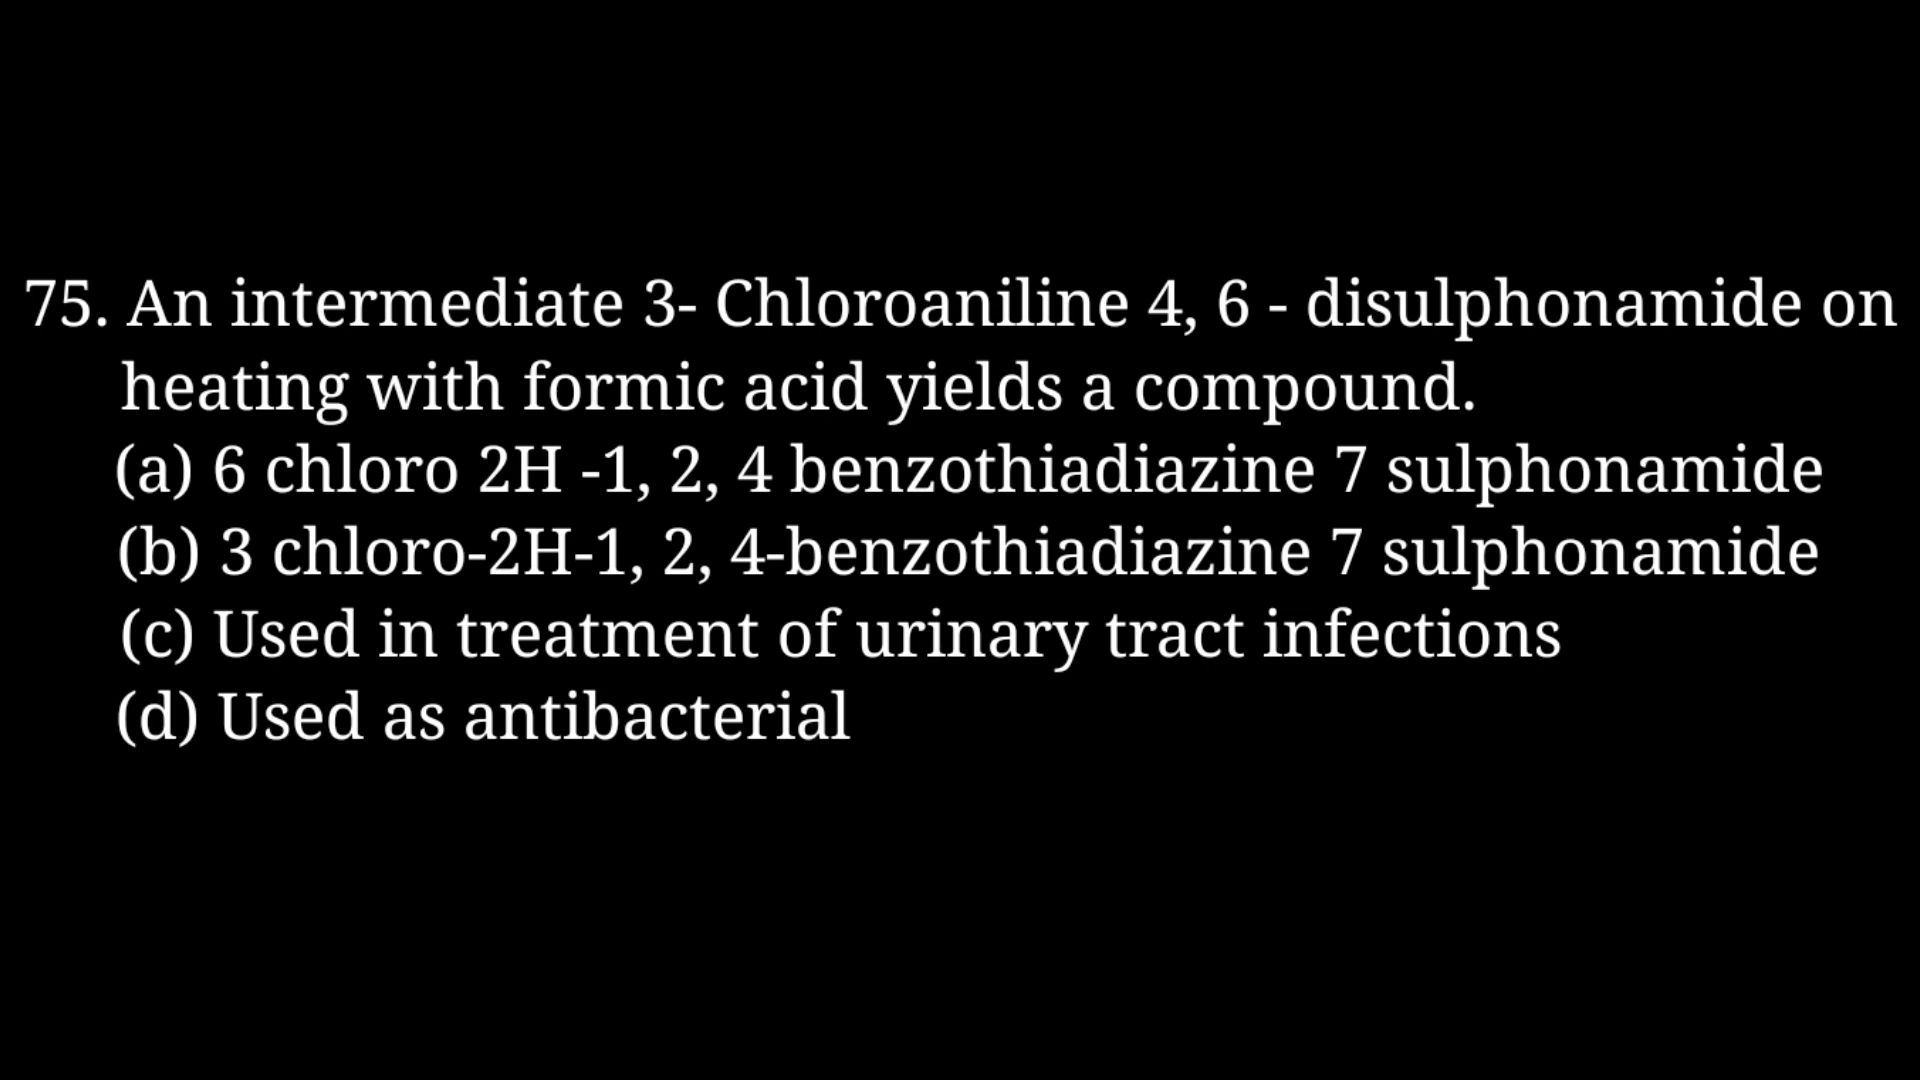 75. An intermediate 3- Chloroaniline 4, 6 - disulphonamide on
heating with formic acid yields a compound.
(a) 6 chloro 2H -1, 2, 4 benzothiadiazine 7 sulphonamide
(b) 3 chloro-2H-1, 2, 4-benzothiadiazine 7 sulphonamide
(c) Used in treatment of urinary tract infections
(d) Used as antibacterial